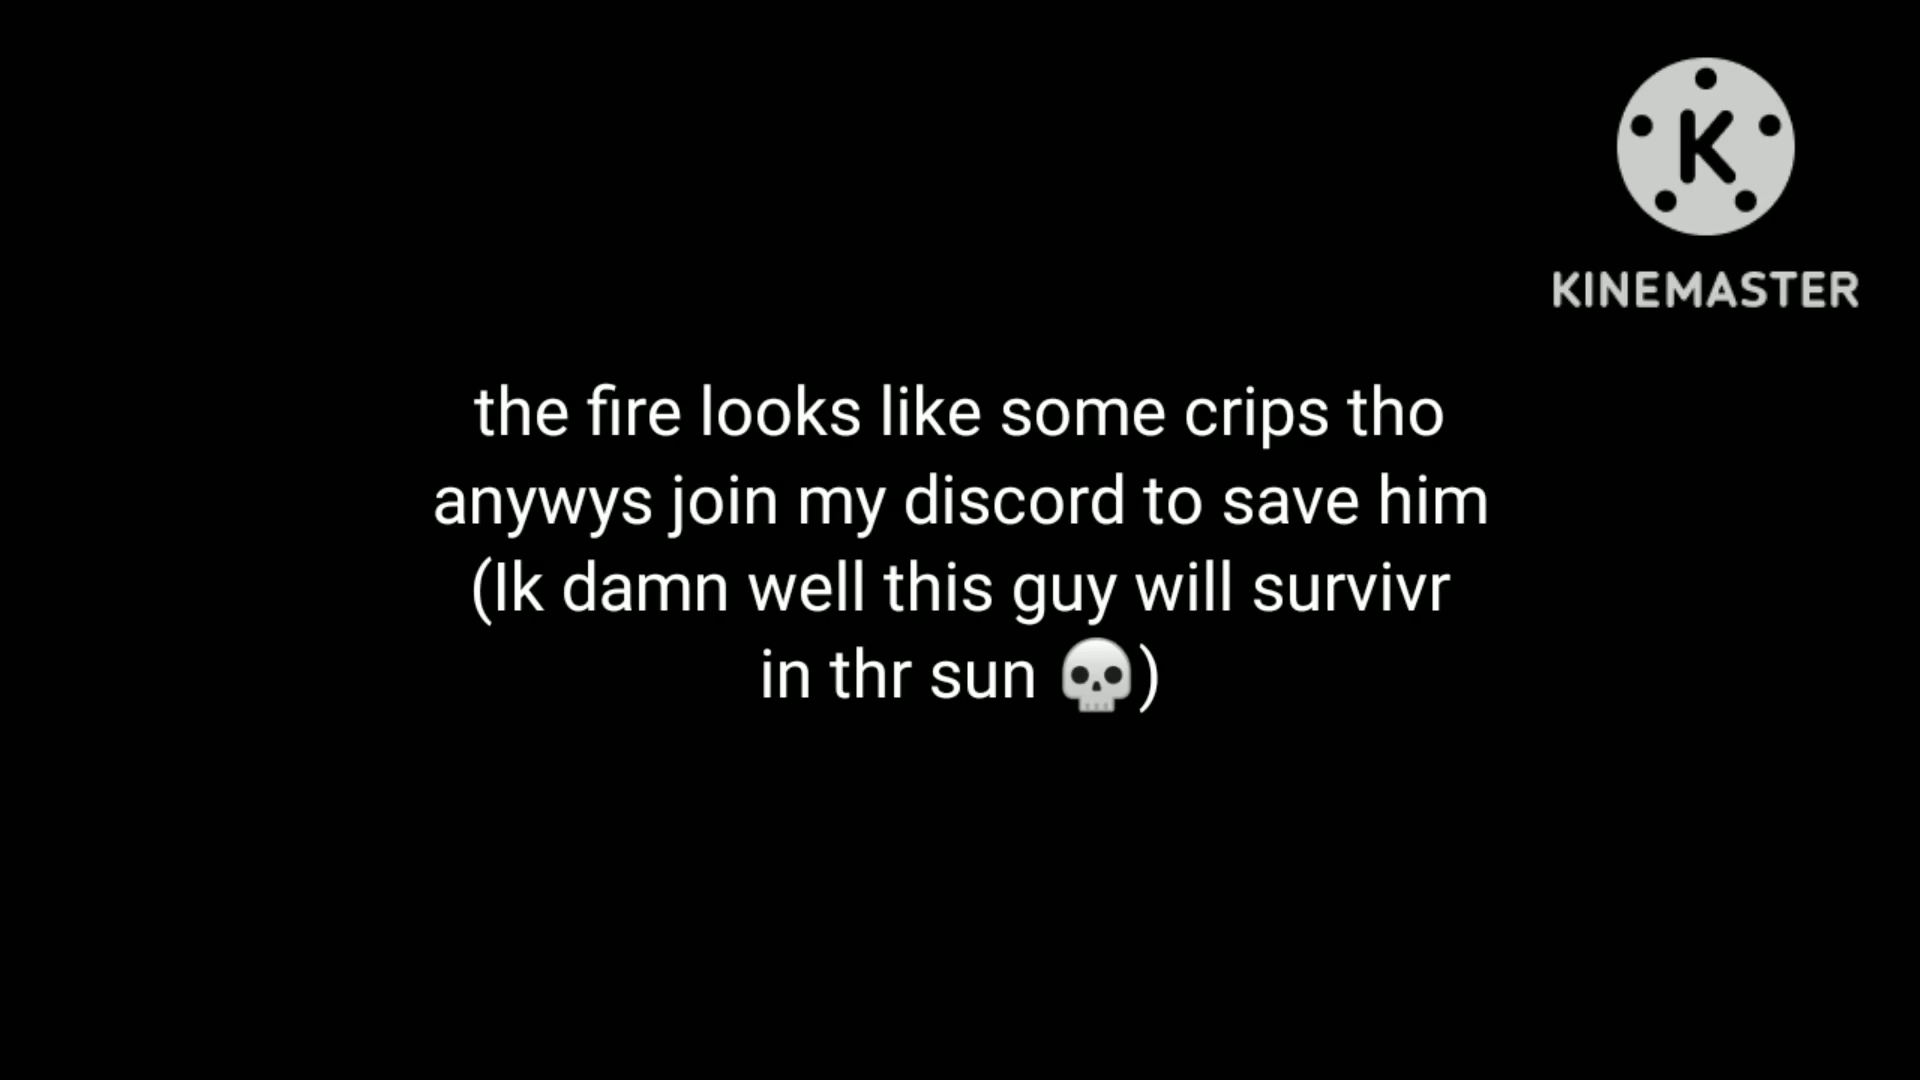 K
KINEMASTER
the fire looks like some crips tho
anywys join my discord to save him
(Ik damn well this guy will survivr
in thr sun 💀)